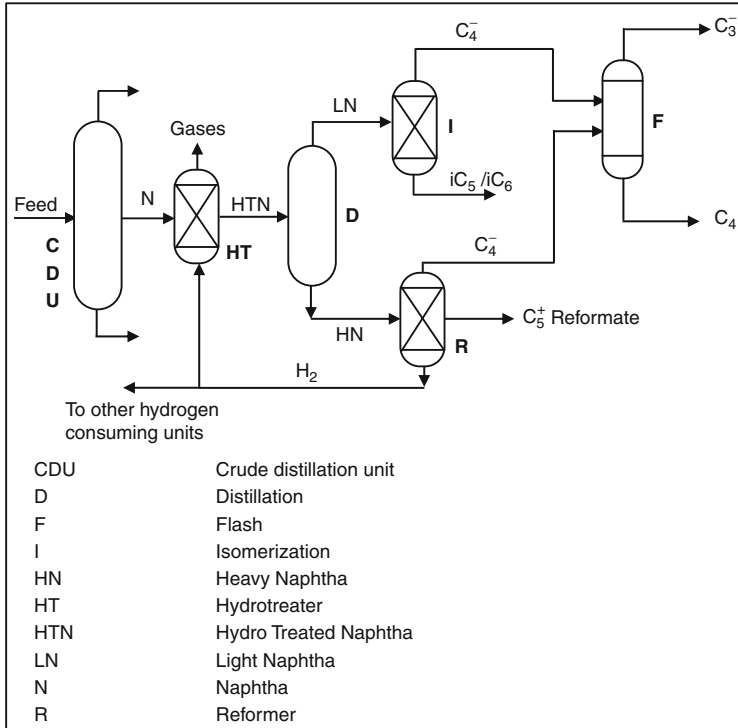 C₄⁻
C₃⁻
LN
I
F
Gases
iC₅ /iC₆
Feed
N
HTN
D
C₄
C
D
U
HT
C₄⁻
HN
C₅⁺ Reformate
R
H₂
To other hydrogen
consuming units
CDU Crude distillation unit
D Distillation
F Flash
I Isomerization
HN Heavy Naphtha
HT Hydrotreater
HTN Hydro Treated Naphtha
LN Light Naphtha
N Naphtha
R Reformer